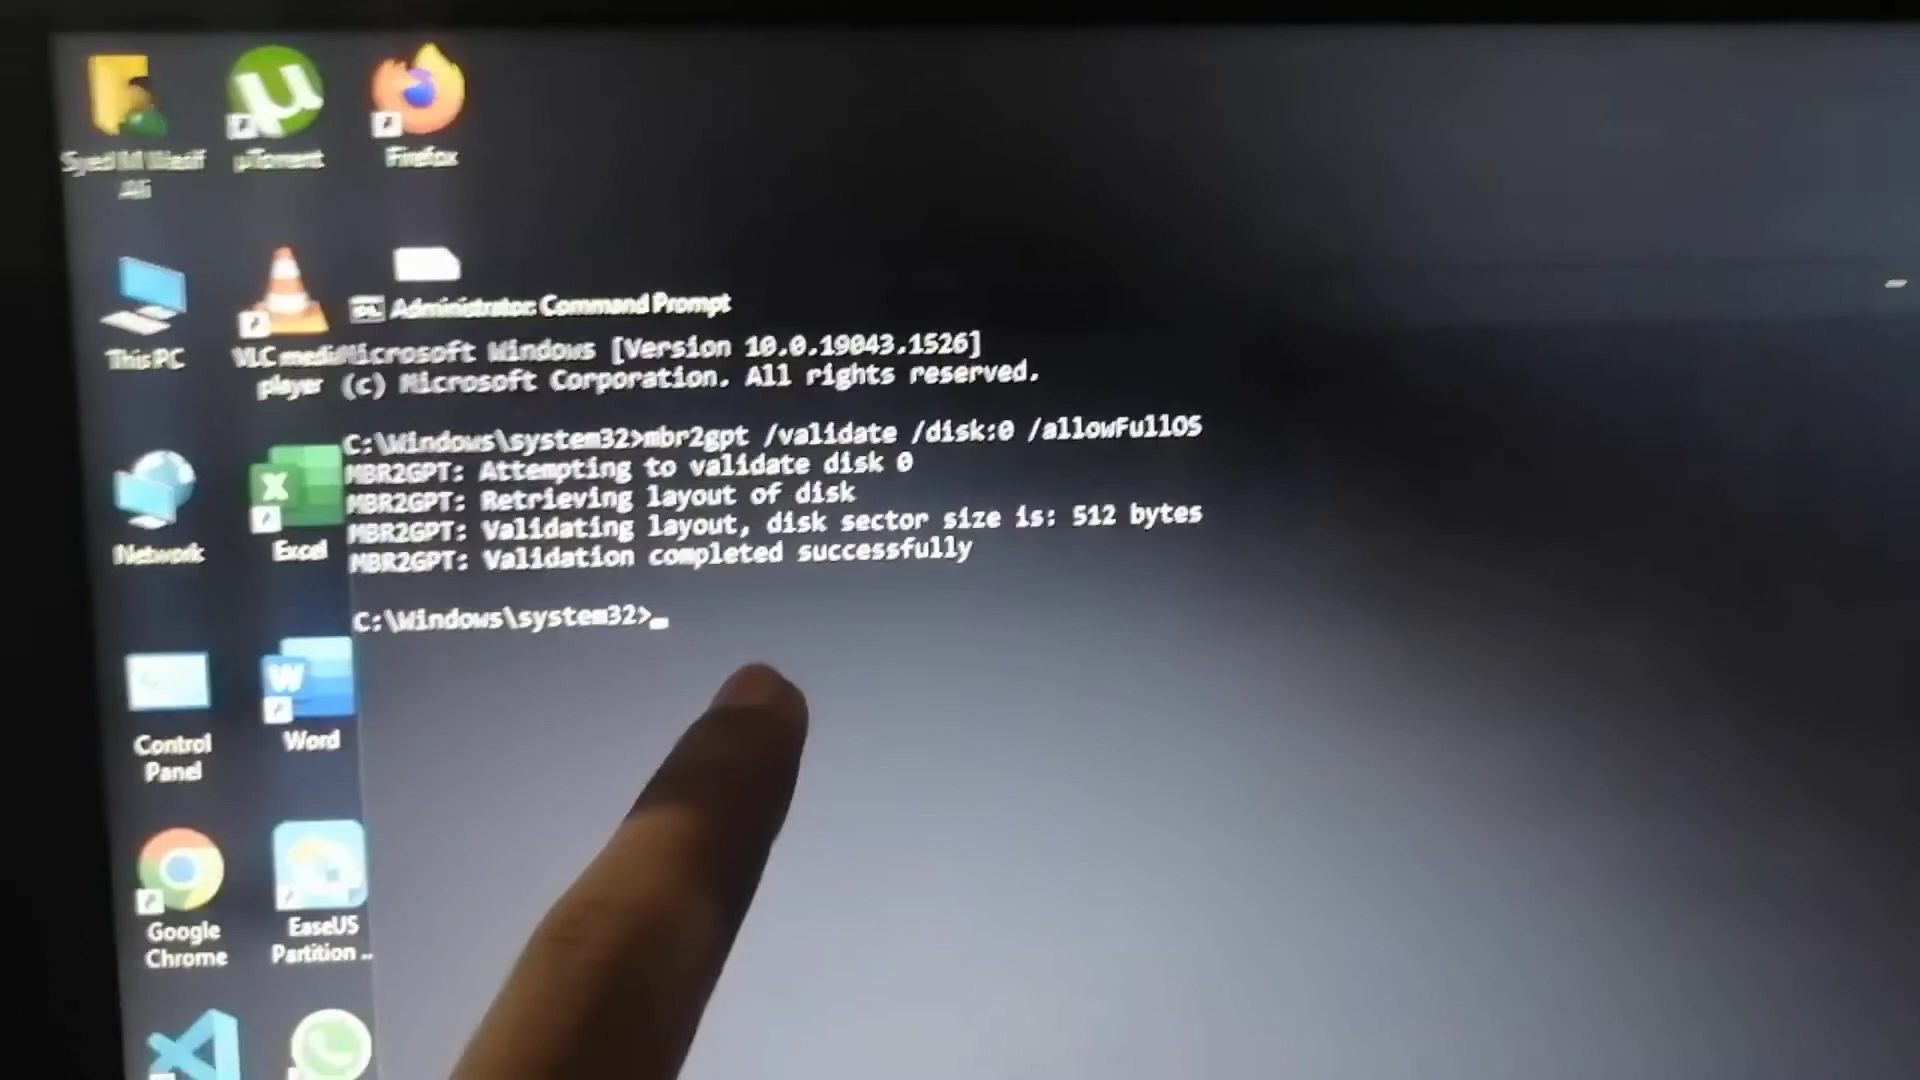 Syed M Wasif
Ali
µTorrent
Firefox
This PC
VLC media
player
Network
Excel
Control
Panel
Word
Google
Chrome
EaseUS
Partition ..
Administrator: Command Prompt
Microsoft Windows [Version 10.0.19043.1526]
(c) Microsoft Corporation. All rights reserved.
C:\Windows\system32>mbr2gpt /validate /disk:0 /allowFullOS
MBR2GPT: Attempting to validate disk 0
MBR2GPT: Retrieving layout of disk
MBR2GPT: Validating layout, disk sector size is: 512 bytes
MBR2GPT: Validation completed successfully
C:\Windows\system32>_